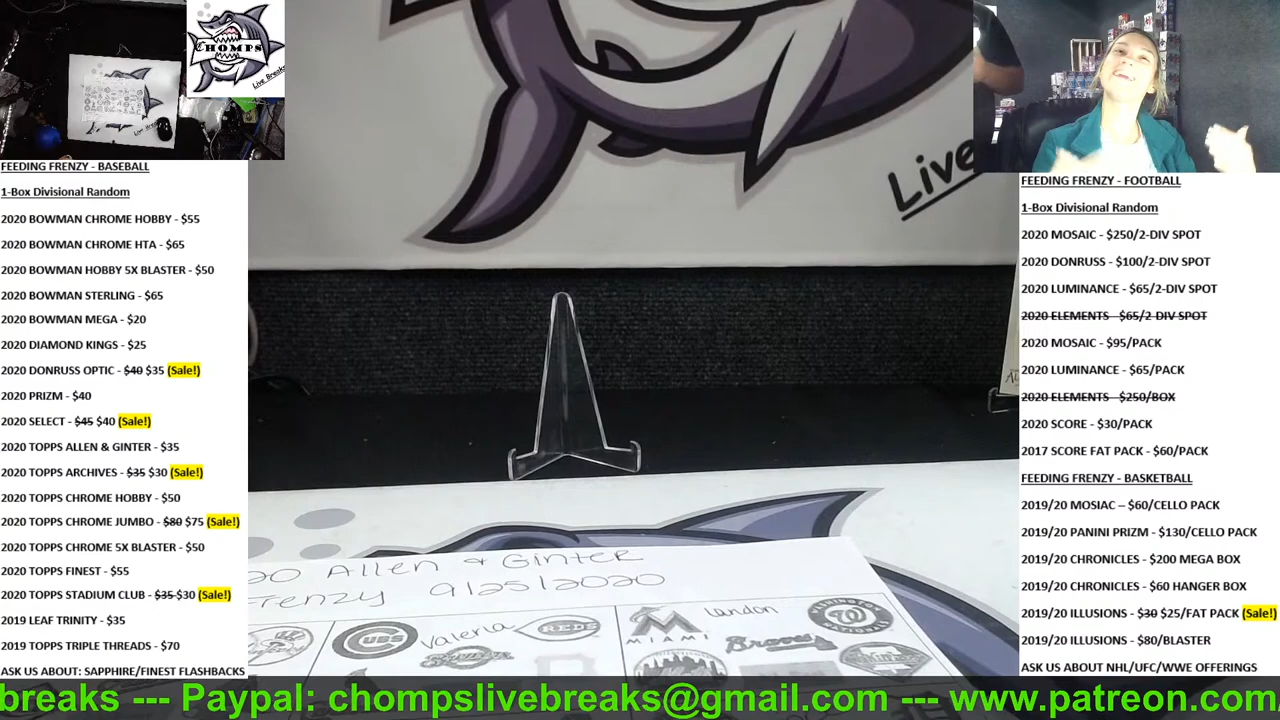 CHOMPS
Live Breaks
Live
FEEDING FRENZY - BASEBALL
1-Box Divisional Random
2020 BOWMAN CHROME HOBBY - $55
2020 BOWMAN CHROME HTA - $65
2020 BOWMAN HOBBY 5X BLASTER - $50
2020 BOWMAN STERLING - $65
2020 BOWMAN MEGA - $20
2020 DIAMOND KINGS - $25
2020 DONRUSS OPTIC - $40 $35 (Sale!)
2020 PRIZM - $40
2020 SELECT - $45 $40 (Sale!)
2020 TOPPS ALLEN & GINTER - $35
2020 TOPPS ARCHIVES - $35 $30 (Sale!)
2020 TOPPS CHROME HOBBY - $50
2020 TOPPS CHROME JUMBO - $80 $75 (Sale!)
2020 TOPPS CHROME 5X BLASTER - $50
2020 TOPPS FINEST - $55
2020 TOPPS STADIUM CLUB - $35 $30 (Sale!)
2019 LEAF TRINITY - $35
2019 TOPPS TRIPLE THREADS - $70
ASK US ABOUT: SAPPHIRE/FINEST FLASHBACKS
FEEDING FRENZY - FOOTBALL
1-Box Divisional Random
2020 MOSAIC - $250/2-DIV SPOT
2020 DONRUSS - $100/2-DIV SPOT
2020 LUMINANCE - $65/2-DIV SPOT
2020 ELEMENTS - $65/2-DIV SPOT
2020 MOSAIC - $95/PACK
2020 LUMINANCE - $65/PACK
2020 ELEMENTS - $250/BOX
2020 SCORE - $30/PACK
2017 SCORE FAT PACK - $60/PACK
FEEDING FRENZY - BASKETBALL
2019/20 MOSIAC – $60/CELLO PACK
2019/20 PANINI PRIZM - $130/CELLO PACK
2019/20 CHRONICLES - $200 MEGA BOX
2019/20 CHRONICLES - $60 HANGER BOX
2019/20 ILLUSIONS - $30 $25/FAT PACK (Sale!)
2019/20 ILLUSIONS - $80/BLASTER
ASK US ABOUT NHL/UFC/WWE OFFERINGS
20 Allen & Ginter
Frenzy 9/25/2020
CUBS Valeria REDS
MIAMI Landon WASHINGTON NATIONALS
Braves
breaks --- Paypal: chompslivebreaks@gmail.com --- www.patreon.com/